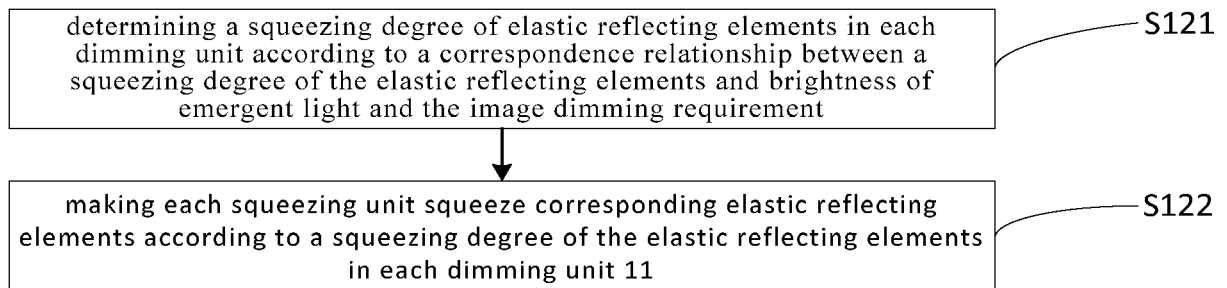 determining a squeezing degree of elastic reflecting elements in each
dimming unit according to a correspondence relationship between a
squeezing degree of the elastic reflecting elements and brightness of
emergent light and the image dimming requirement
S121
making each squeezing unit squeeze corresponding elastic reflecting
elements according to a squeezing degree of the elastic reflecting elements
in each dimming unit 11
S122